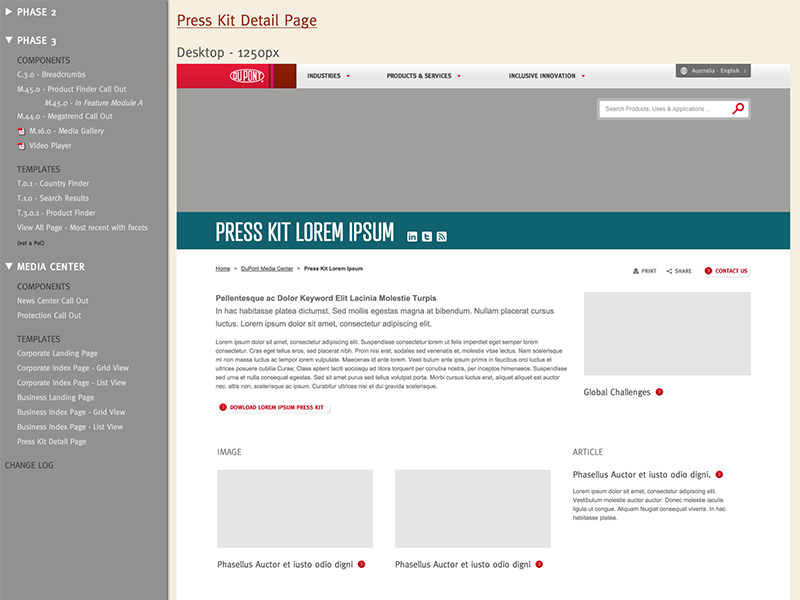 PHASE 2
PHASE 3
COMPONENTS
C.3.0 - Breadcrumbs
M.45.0 - Product Finder Call Out
M.45.0 - in Feature Module A
M.44.0 - Megatrend Call Out
M.16.0 - Media Gallery
Video Player
TEMPLATES
T.0.1 - Country Finder
T.1.0 - Search Results
T.3.0.1 - Product Finder
View All Page - Most recent with facets
(not a PoC)
MEDIA CENTER
COMPONENTS
News Center Call Out
Protection Call Out
TEMPLATES
Corporate Landing Page
Corporate Index Page - Grid View
Corporate Index Page - List View
Business Landing Page
Business Index Page - Grid View
Business Index Page - List View
Press Kit Detail Page
CHANGE LOG
Press Kit Detail Page
Desktop - 1250px
DUPONT
INDUSTRIES
PRODUCTS & SERVICES
INCLUSIVE INNOVATION
Australia - English
Search Products, Uses & Applications ...
PRESS KIT LOREM IPSUM
Home > DuPont Media Center > Press Kit Lorem Ipsum
PRINT
SHARE
CONTACT US
Pellentesque ac Dolor Keyword Elit Lacinia Molestie Turpis
In hac habitasse platea dictumst. Sed mollis egestas magna at bibendum. Nullam placerat cursus
luctus. Lorem ipsum dolor sit amet, consectetur adipiscing elit.
Lorem ipsum dolor sit amet, consectetur adipiscing elit. Suspendisse consectetur lorem ut felis imperdiet eget semper lorem
consectetur. Cras eget tellus eros, sed placerat nibh. Proin nisi erat, sodales sed venenatis et, molestie vitae lectus. Nam scelerisque
mi non massa luctus ac tempor lorem vulputate. Maecenas id ante lorem. Vestibulum ante ipsum primis in faucibus orci luctus et
ultrices posuere cubilia Curae; Class aptent taciti sociosqu ad litora torquent per conubia nostra, per inceptos himenaeos. Suspendisse
sed urna et nulla consequat egestas. Sed sit amet purus sed tellus volutpat porta. Morbi cursus luctus erat, aliquet aliquet est auctor
nec. attis non, scelerisque ac ipsum. Curabitur ultrices nisi et dui gravida scelerisque.
DOWLOAD LOREM IPSUM PRESS KIT
Global Challenges
IMAGE
Phasellus Auctor et iusto odio digni
Phasellus Auctor et iusto odio digni
ARTICLE
Phasellus Auctor et iusto odio digni.
Lorem ipsum dolor sit amet, consectetur adipiscing elit.
Vestibulum molestie auctor auctor. Donec molestie iaculis
ligula ut congue. Aliquam feugiat consequat viverra. In hac
habitasse platea.